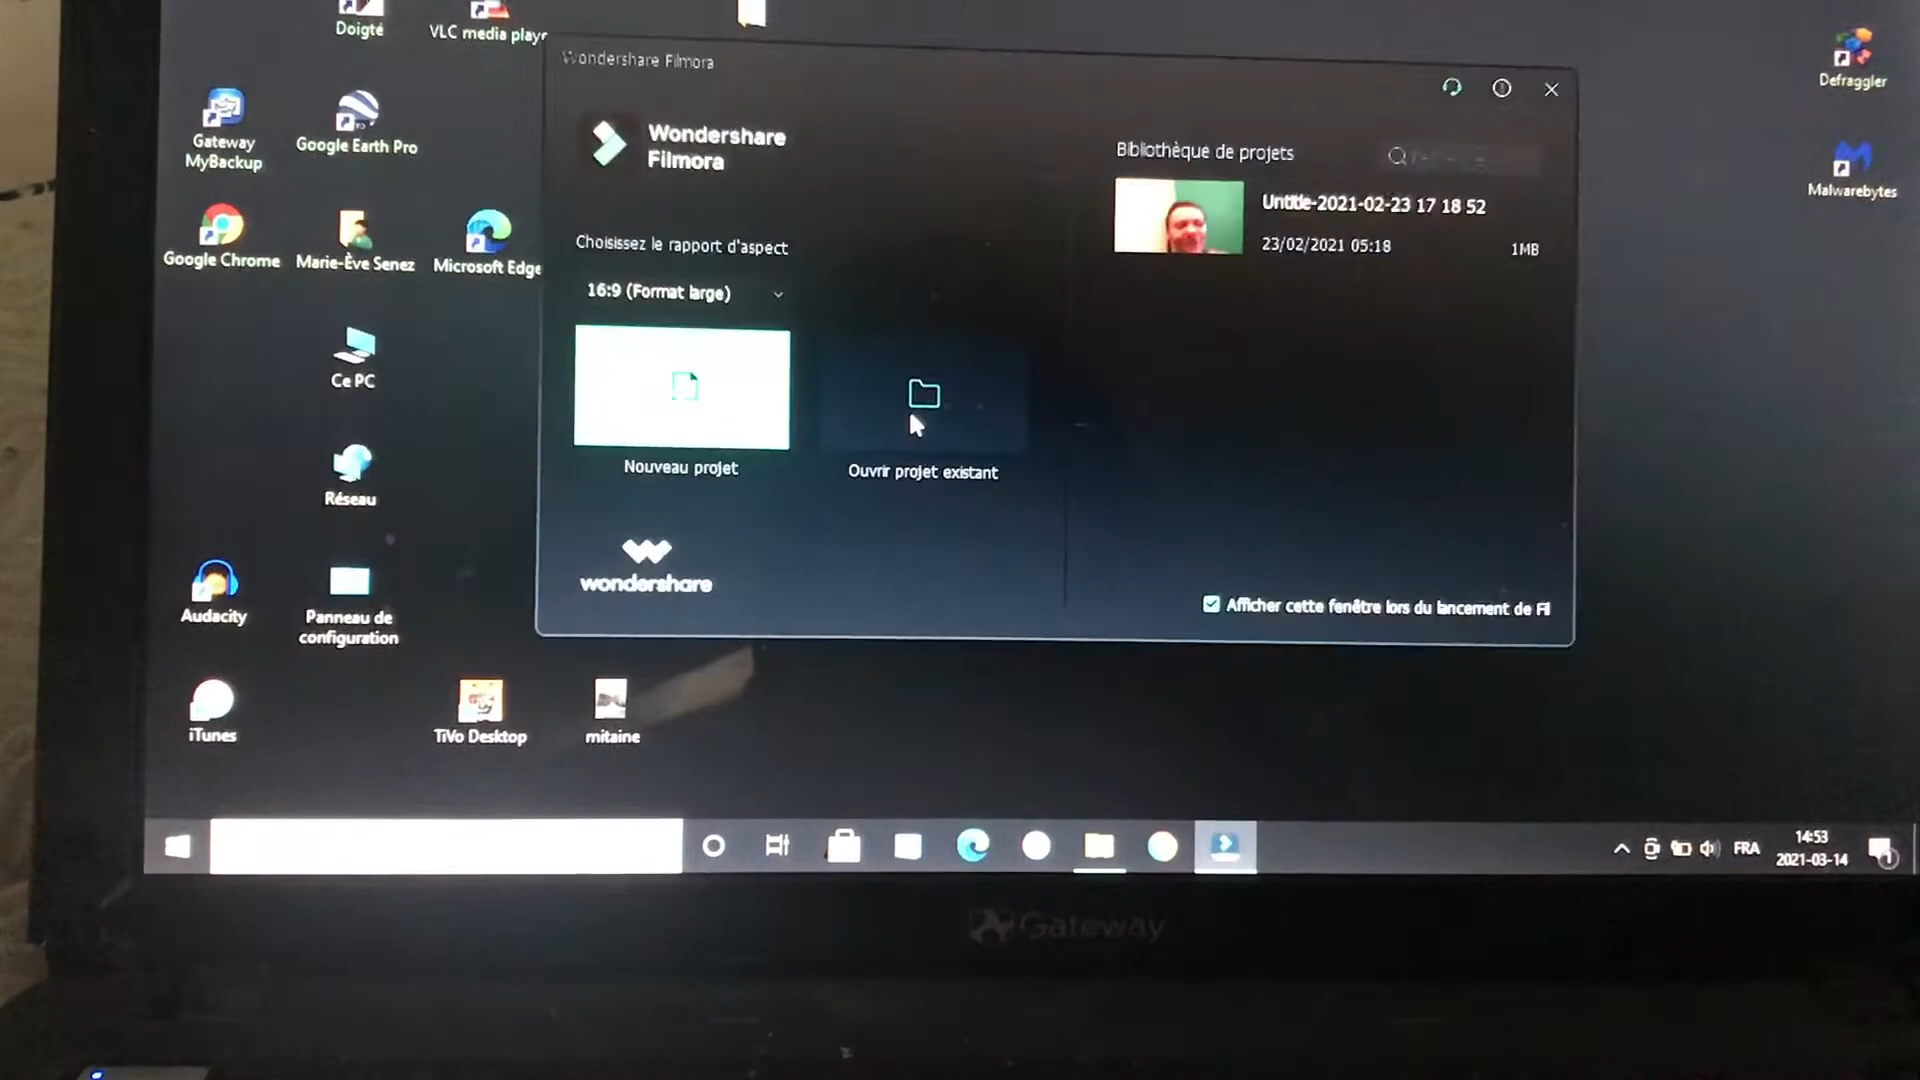 Doigté
VLC media playe
Wondershare Filmora
Defraggler
Gateway
MyBackup
Google Earth Pro
Wondershare
Filmora
Bibliothèque de projets
Malwarebytes
Untitle-2021-02-23 17 18 52
23/02/2021 05:18
1MB
Google Chrome
Marie-Ève Senez
Microsoft Edge
Choisissez le rapport d'aspect
16:9 (Format large)
Ce PC
Nouveau projet
Ouvrir projet existant
Réseau
wondershare
Afficher cette fenêtre lors du lancement de Fil
Audacity
Panneau de
configuration
iTunes
TiVo Desktop
mitaine
FRA
14:53
2021-03-14
1
Gateway